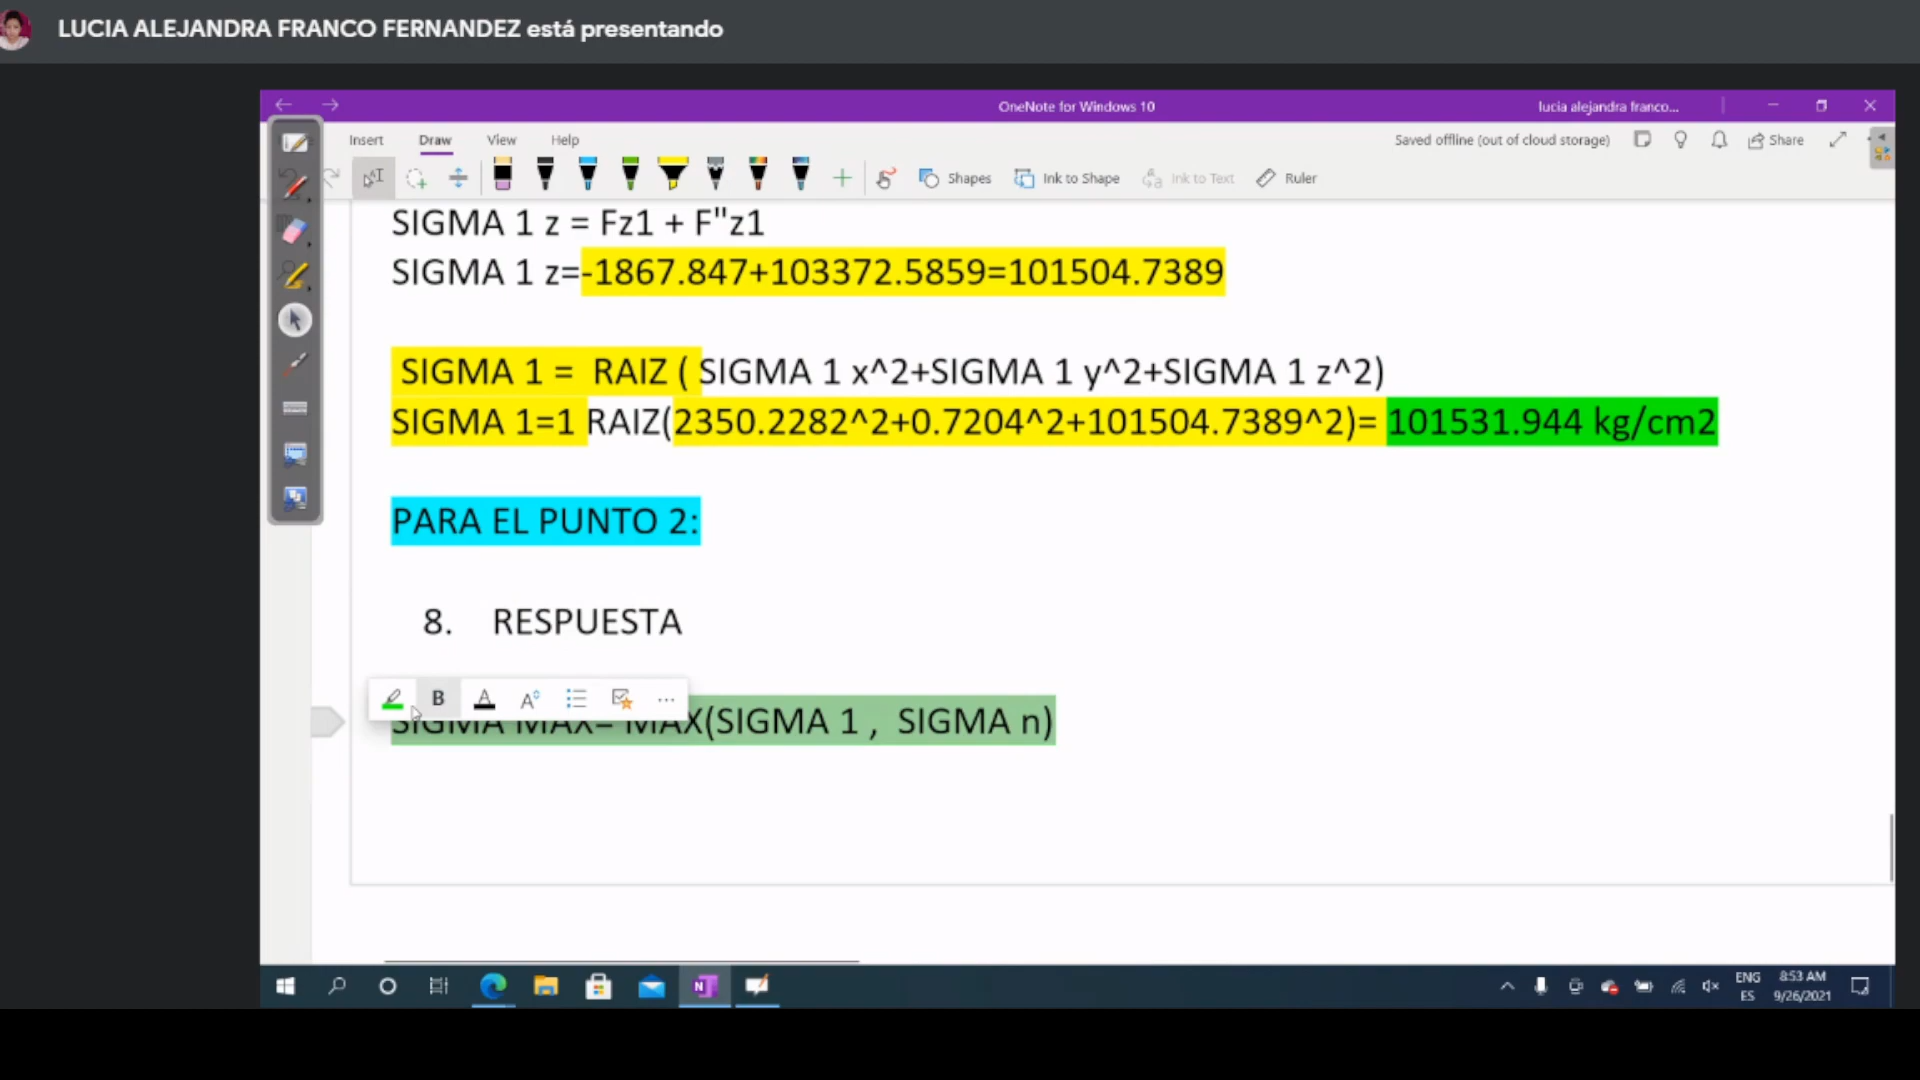 LUCIA ALEJANDRA FRANCO FERNANDEZ está presentando
OneNote for Windows 10
lucia alejandra franco...
Insert Draw View Help
Saved offline (out of cloud storage)
Share
Shapes
Ink to Shape
Ink to Text
Ruler
SIGMA 1 z = Fz1 + F"z1
SIGMA 1 z=-1867.847+103372.5859=101504.7389
SIGMA 1 = RAIZ ( SIGMA 1 x^2+SIGMA 1 y^2+SIGMA 1 z^2)
SIGMA 1=1 RAIZ(2350.2282^2+0.7204^2+101504.7389^2)= 101531.944 kg/cm2
PARA EL PUNTO 2:
8. RESPUESTA
B A A ...
SIGMA MAX= MAX(SIGMA 1 , SIGMA n)
ENG
ES
8:53 AM
9/26/2021